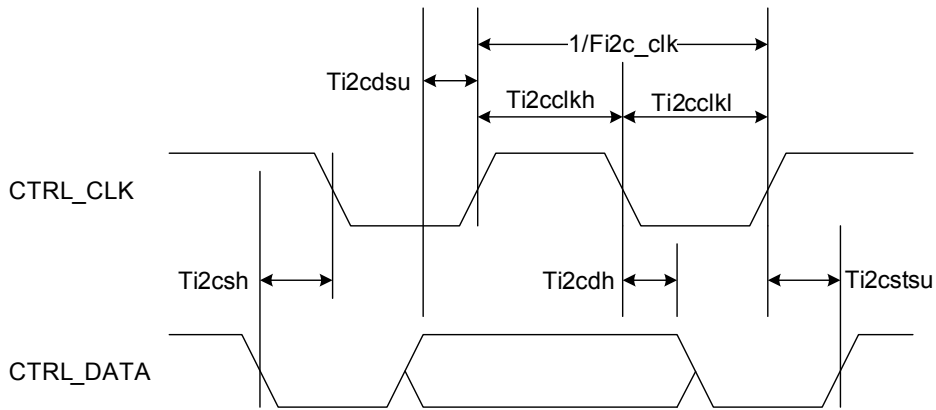 1/Fi2c_clk
Ti2cdsu
Ti2cclkh
Ti2cclkl
CTRL_CLK
Ti2csh
Ti2cdh
Ti2cstsu
CTRL_DATA